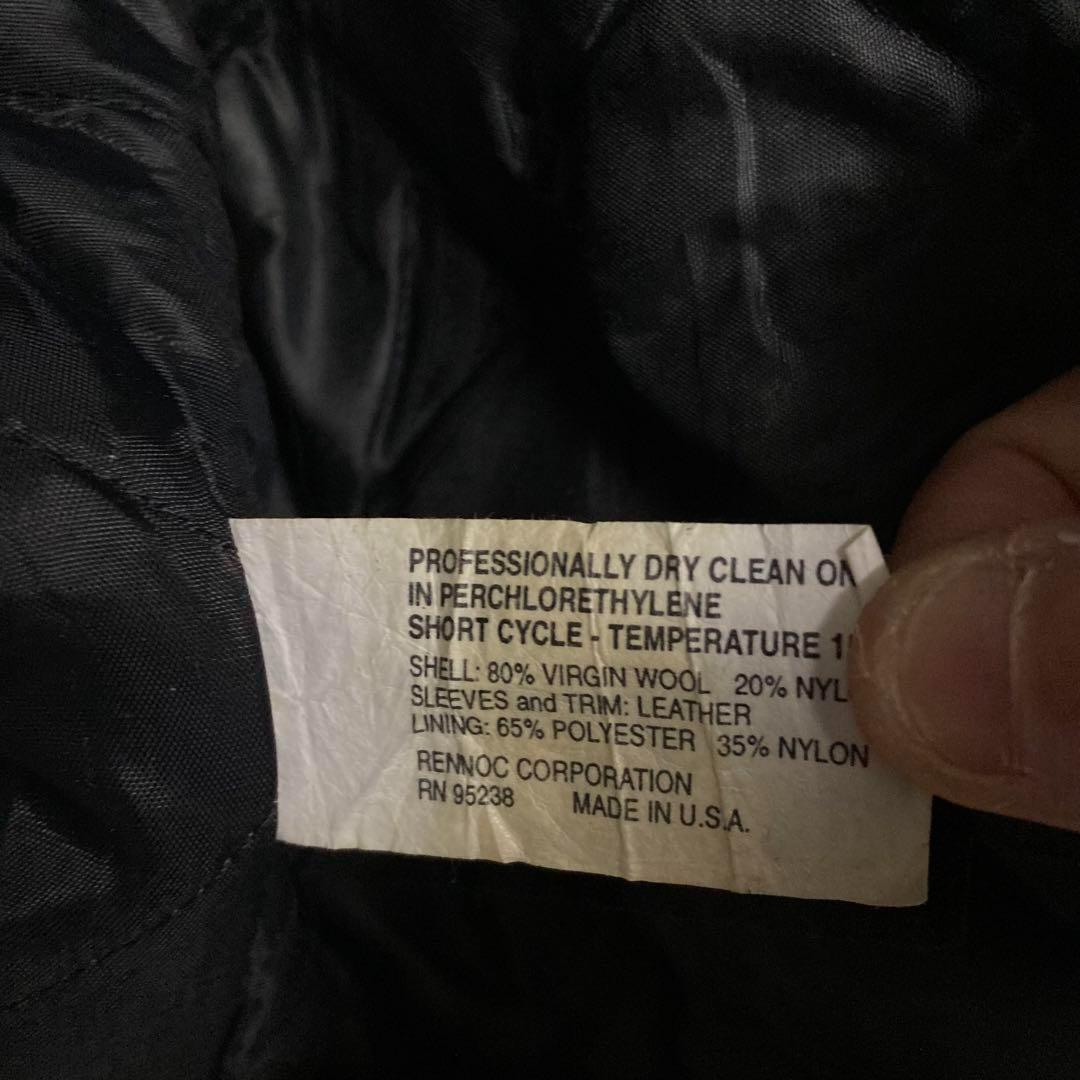 PROFESSIONALLY DRY CLEAN
IN PERCHLORETHYLENE
SHORT CYCLE - TEMPERATURE
SHELL: 80% VIRGIN WOOL 20%
SLEEVES and TRIM: LEATHER
LINING: 65% POLYESTER 35% NYLON
RENNOC CORPORATION
RN 95238 MADE IN U.S.A.